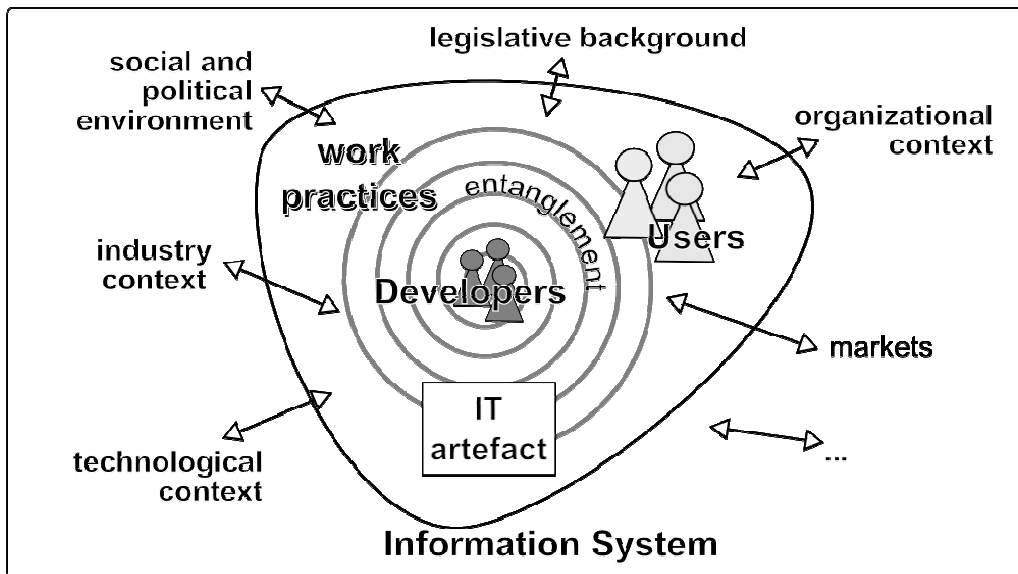 legislative background
social and
political
environment
organizational
context
work
practices
entanglement
Users
industry
context
Developers
markets
IT
artefact
technological
context
...
Information System